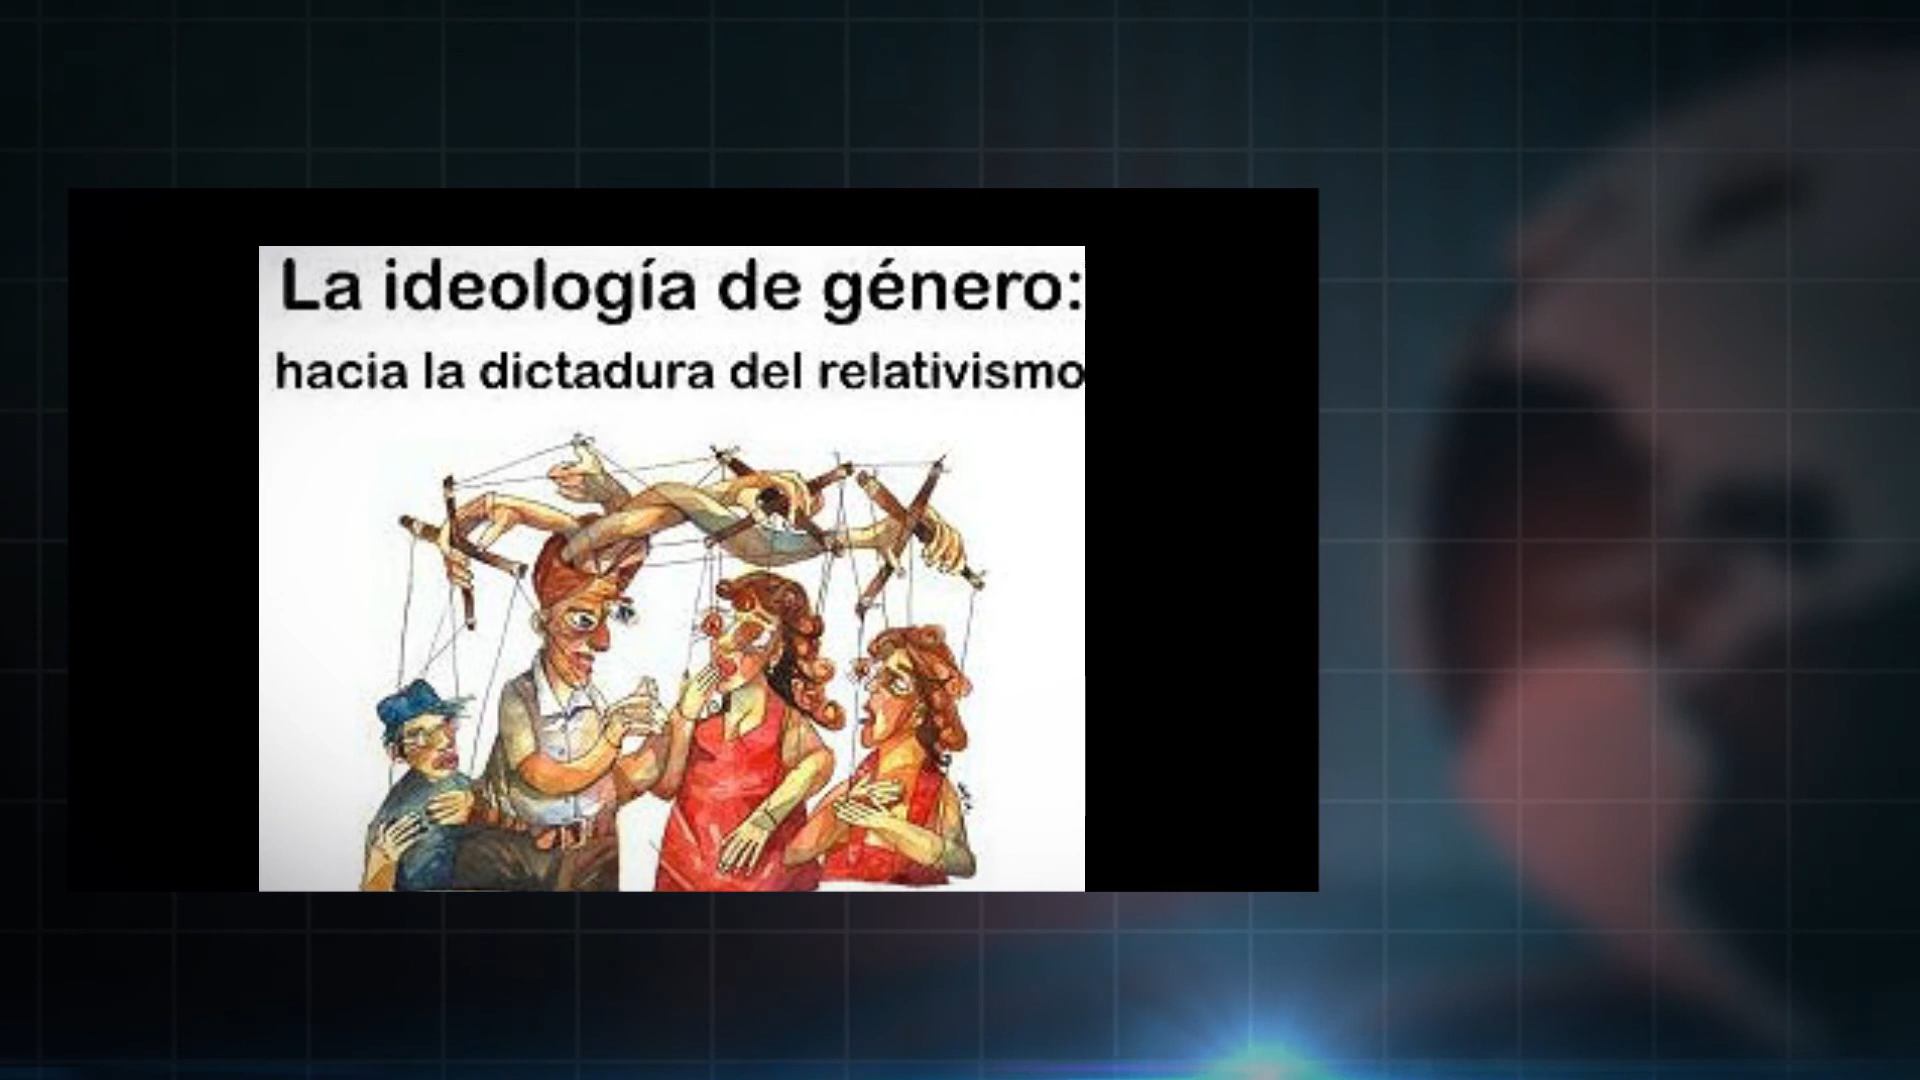 La ideología de género:
hacia la dictadura del relativismo